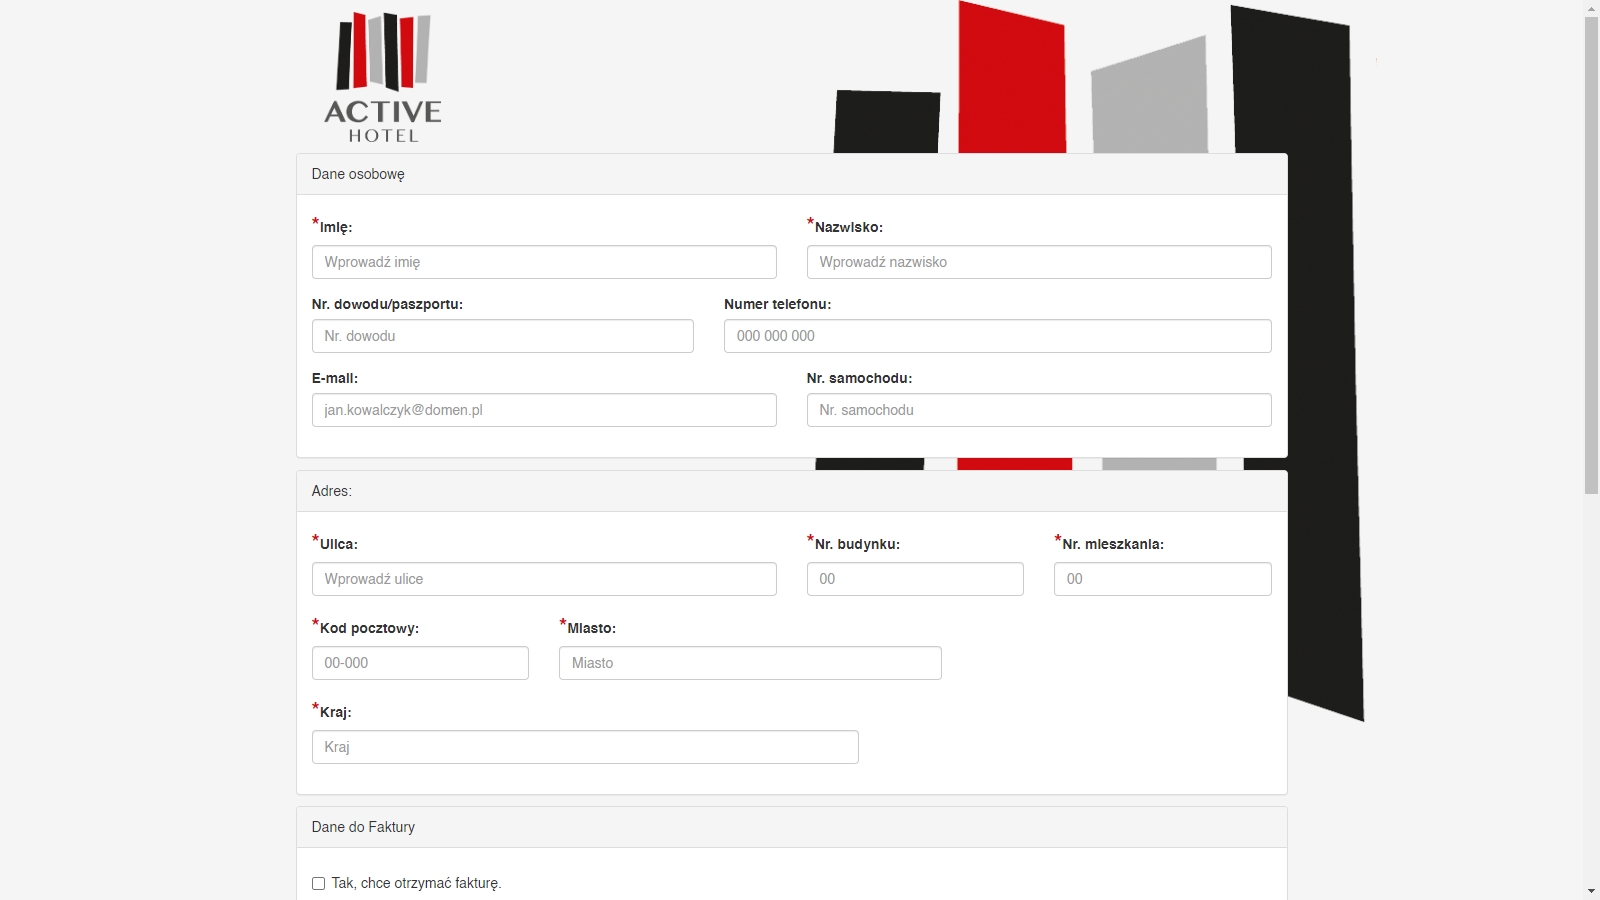 ACTIVE
HOTEL
Dane osobowę
*Imię: *Nazwisko:
Wprowadź imię Wprowadź nazwisko
Nr. dowodu/paszportu: Numer telefonu:
Nr. dowodu 000 000 000
E-mail: Nr. samochodu:
jan.kowalczyk@domen.pl Nr. samochodu
Adres:
*Ulica: *Nr. budynku: *Nr. mieszkania:
Wprowadź ulice 00 00
*Kod pocztowy: *Miasto:
00-000 Miasto
*Kraj:
Kraj
Dane do Faktury
Tak, chce otrzymać fakturę.